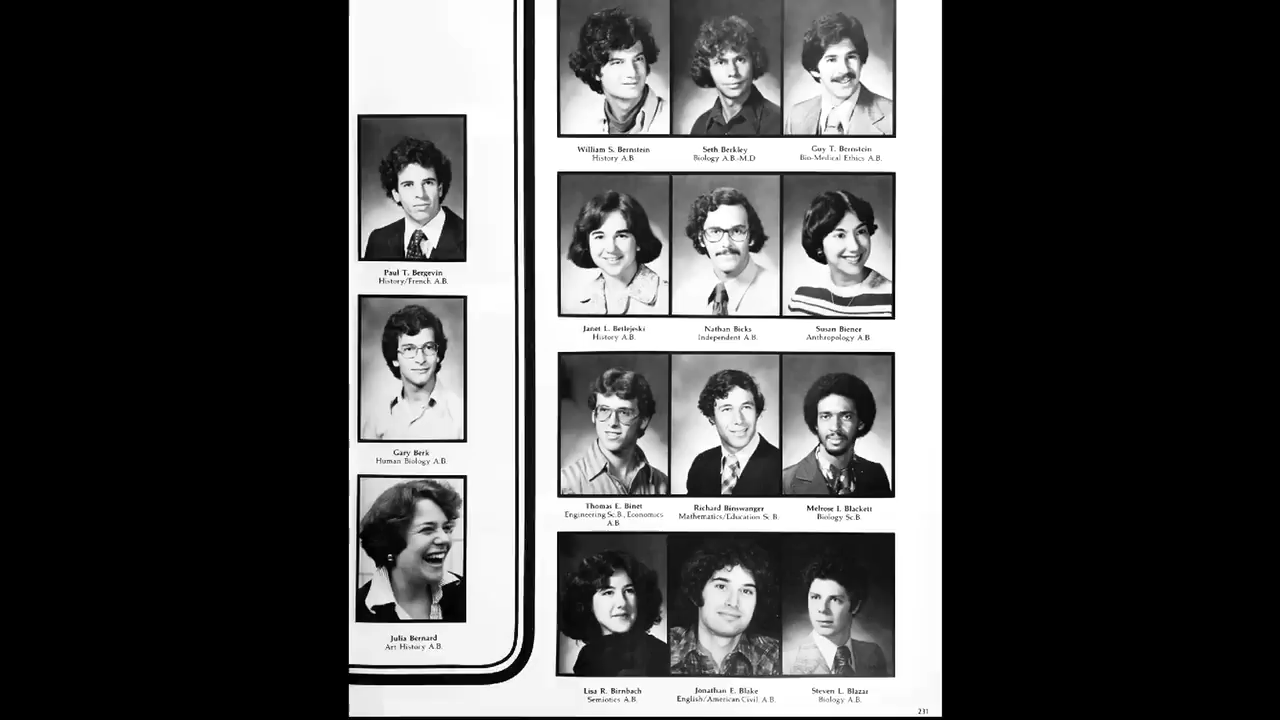 Paul T. Bergevin
History/French A.B.
Gary Berk
Human Biology A.B.
Julia Bernard
Art History A.B.
William S. Bernstein
History A.B
Seth Berkley
Biology A.B.-M.D
Guy T. Bernstein
Bio-Medical Ethics A.B.
Janet L. Betlejeski
History A.B.
Nathan Bicks
Independent A.B.
Susan Biener
Anthropology A.B
Thomas E. Binet
Engineering Sc.B., Economics
A.B
Richard Binswanger
Mathematics/Education Sc.B.
Melrose I. Blackett
Biology Sc.B
Lisa R. Birnbach
Semiotics A.B.
Jonathan E. Blake
English/American Civil. A.B.
Steven L. Blazar
Biology A.B.
231